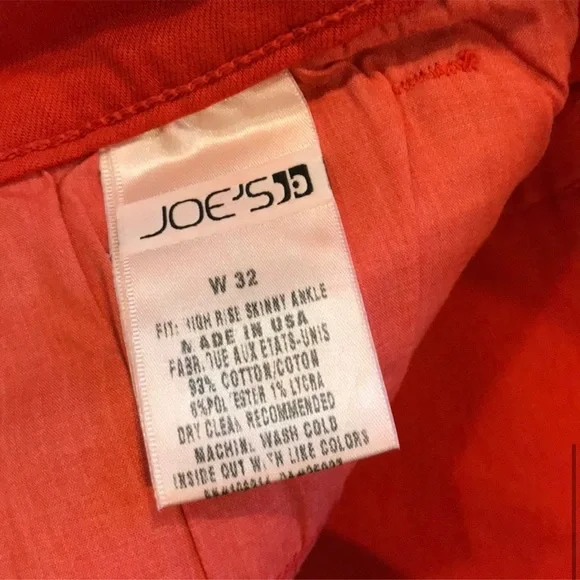 JOE'S
W 32
FIT: HIGH RISE SKINNY ANKLE
MADE IN USA
FABRIQUE AUX ETATS-UNIS
93% COTTON/COTON
6% POLYESTER 1% LYCRA
DRY CLEAN RECOMMENDED
MACHINE WASH COLD
INSIDE OUT WITH LIKE COLORS